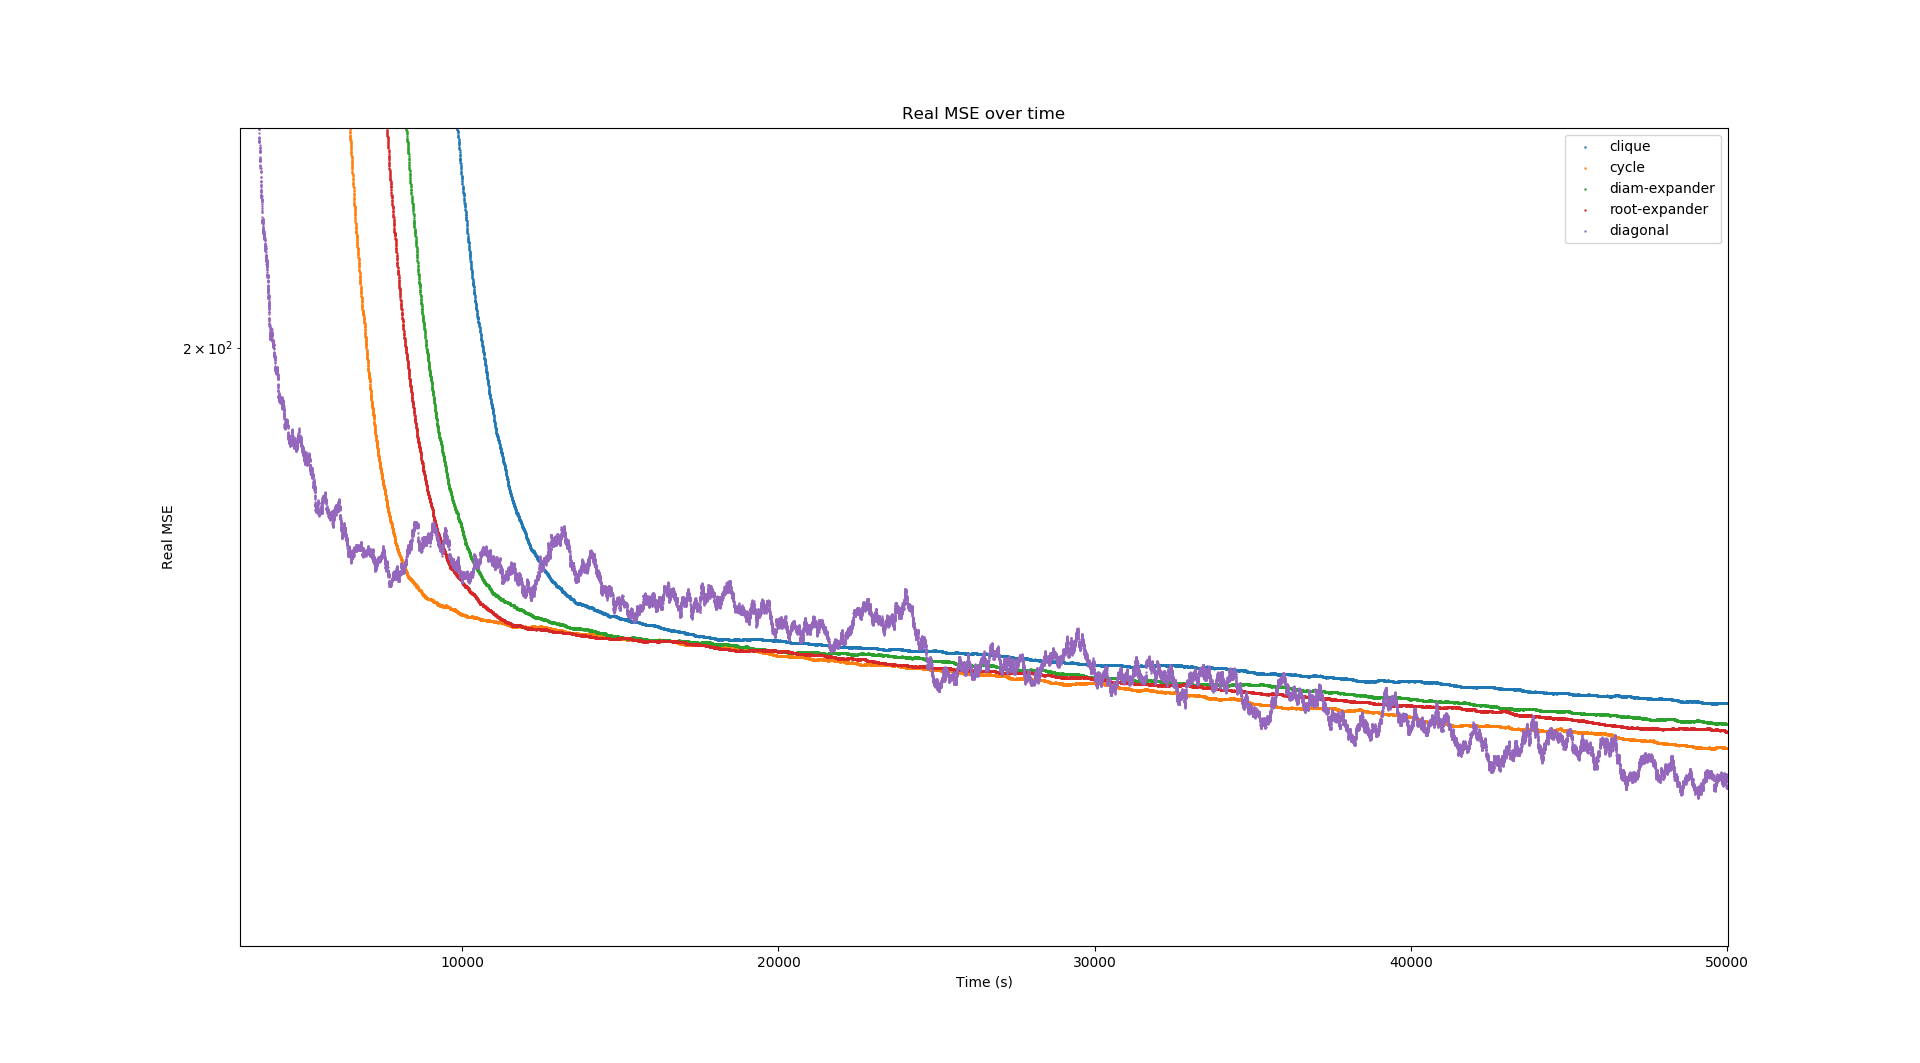 Real MSE over time
clique
cycle
diam-expander
root-expander
diagonal
2 × 10²
Real MSE
10000 20000 30000 40000 50000
Time (s)